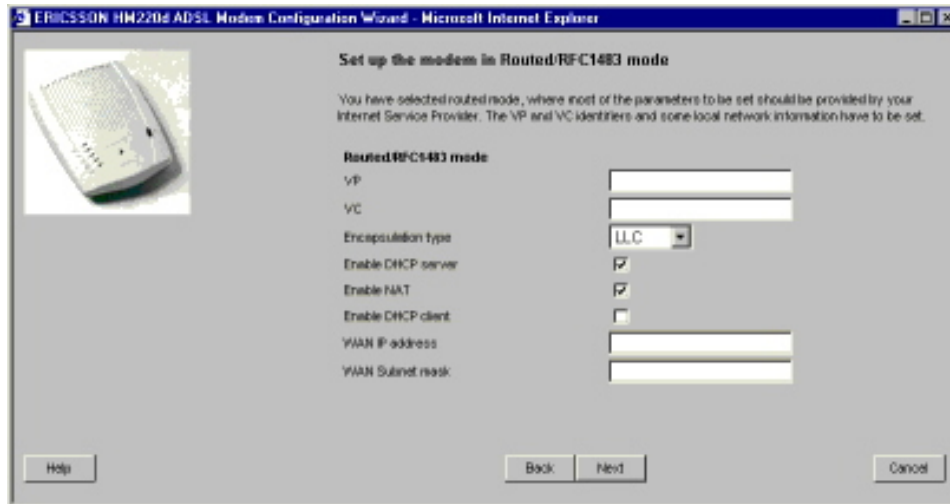 ERICSSON HM220d ADSL Modem Configuration Wizard - Microsoft Internet Explorer
Set up the modem in Routed/RFC1483 mode
You have selected routed mode, where most of the parameters to be set should be provided by your
Internet Service Provider. The VP and VC identifiers and some local network information have to be set.
Routed/RFC1483 mode
VP
VC
Encapsulation type
LLC
Enable DHCP server
Enable NAT
Enable DHCP client
WAN IP address
WAN Subnet mask
Help
Back
Next
Cancel